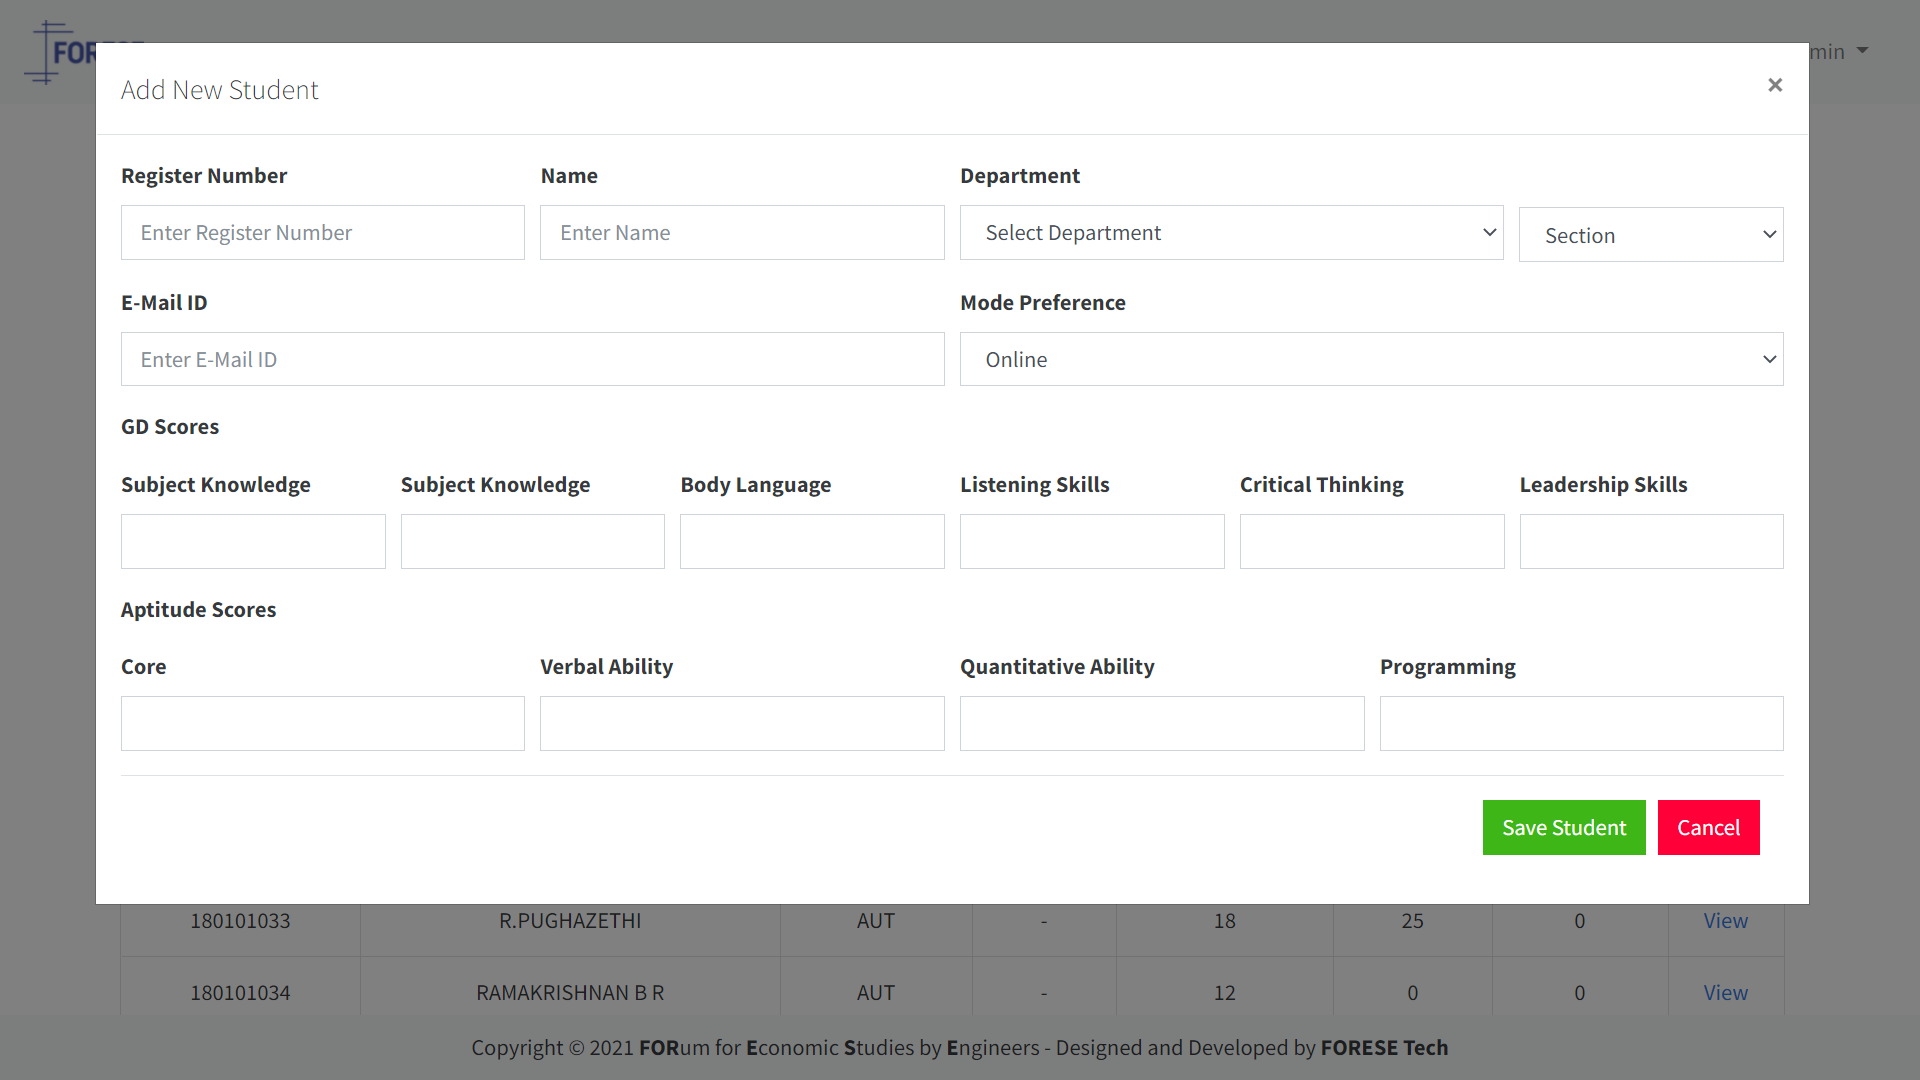 FOR
min
Add New Student
×
Register Number
Name
Department
Enter Register Number
Enter Name
Select Department
Section
E-Mail ID
Mode Preference
Enter E-Mail ID
Online
GD Scores
Subject Knowledge
Subject Knowledge
Body Language
Listening Skills
Critical Thinking
Leadership Skills
Aptitude Scores
Core
Verbal Ability
Quantitative Ability
Programming
Save Student
Cancel
180101033 R.PUGHAZETHI AUT - 18 25 0 View
180101034 RAMAKRISHNAN B R AUT - 12 0 0 View
Copyright © 2021 FORum for Economic Studies by Engineers - Designed and Developed by FORESE Tech